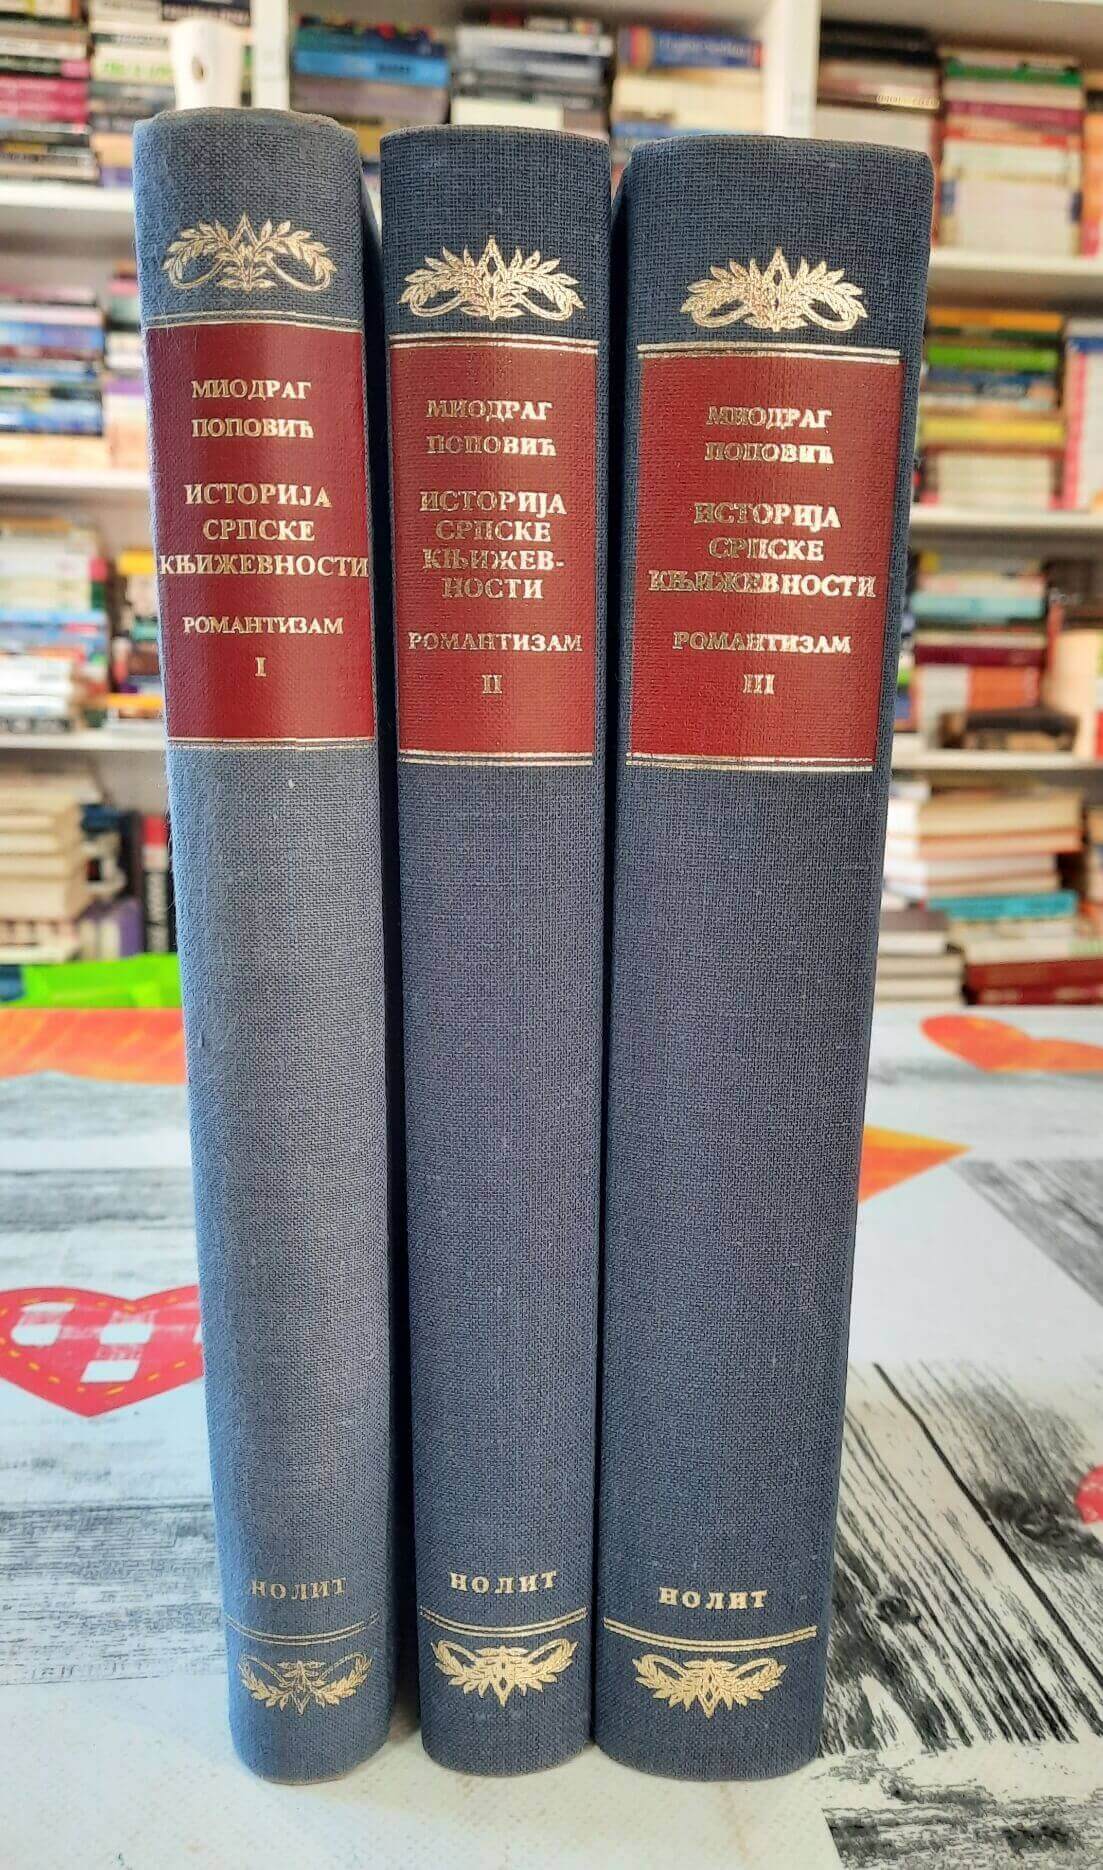 МИОДРАГ
ПОПОВИЋ
ИСТОРИЈА
СРПСКЕ
КЊИЖЕВНОСТИ
РОМАНТИЗАМ
I
НОЛИТ
МИОДРАГ
ПОПОВИЋ
ИСТОРИЈА
СРПСКЕ
КЊИЖЕВ-
НОСТИ
РОМАНТИЗАМ
II
НОЛИТ
МИОДРАГ
ПОПОВИЋ
ИСТОРИЈА
СРПСКЕ
КЊИЖЕВНОСТИ
РОМАНТИЗАМ
III
НОЛИТ